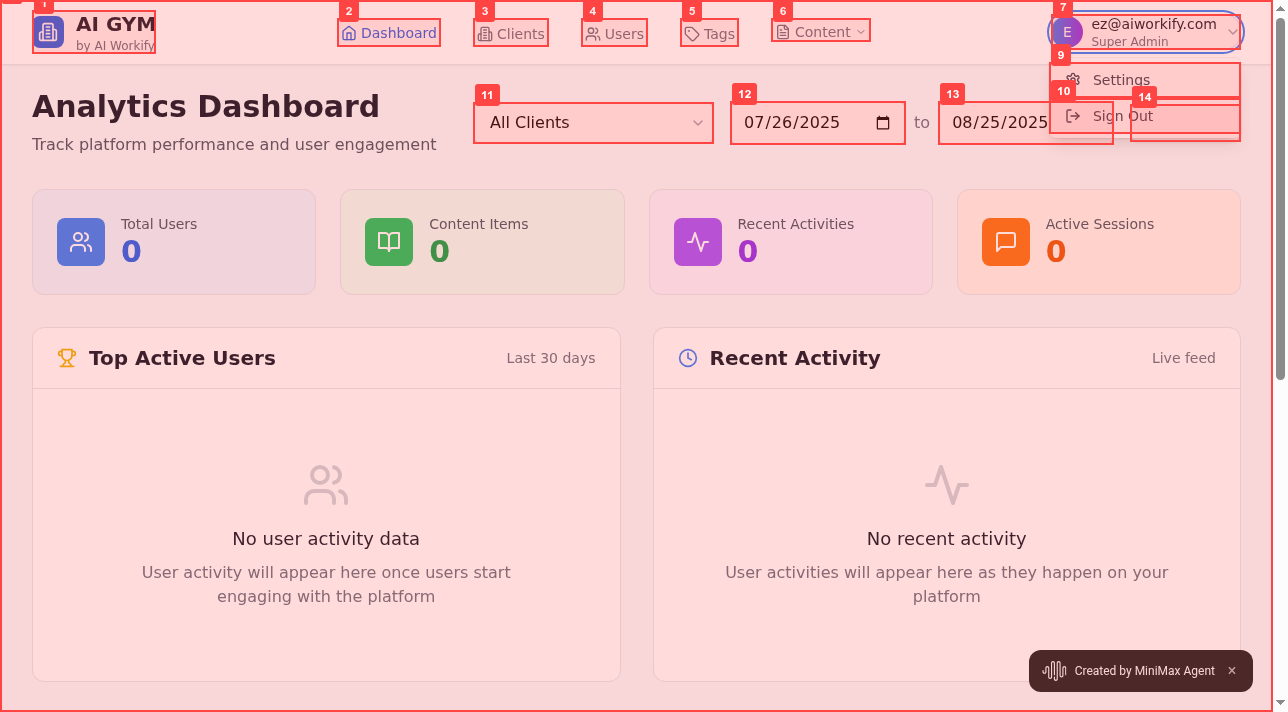 1
AI GYM
by AI Workify
2
Dashboard
3
Clients
4
Users
5
Tags
6
Content
7
E
ez@aiworkify.com
Super Admin
9
Settings
10
Sign Out
14
Analytics Dashboard
Track platform performance and user engagement
11
All Clients
12
07/26/2025
to
13
08/25/2025
Total Users
0
Content Items
0
Recent Activities
0
Active Sessions
0
Top Active Users
Last 30 days
No user activity data
User activity will appear here once users start
engaging with the platform
Recent Activity
Live feed
No recent activity
User activities will appear here as they happen on your
platform
Created by MiniMax Agent ×